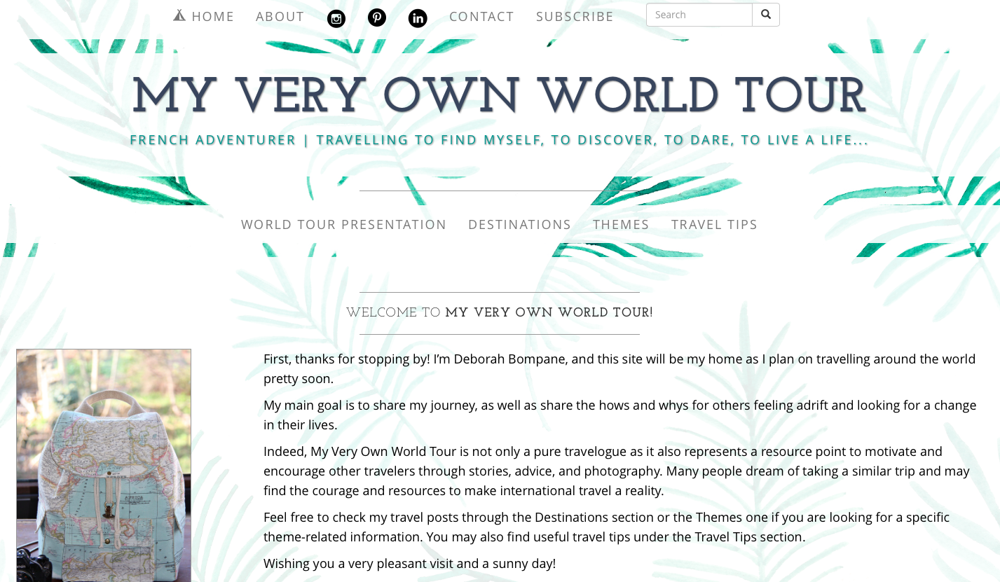 HOME ABOUT CONTACT SUBSCRIBE Search
MY VERY OWN WORLD TOUR
FRENCH ADVENTURER | TRAVELLING TO FIND MYSELF, TO DISCOVER, TO DARE, TO LIVE A LIFE...
WORLD TOUR PRESENTATION DESTINATIONS THEMES TRAVEL TIPS
WELCOME TO MY VERY OWN WORLD TOUR!
First, thanks for stopping by! I’m Deborah Bompane, and this site will be my home as I plan on travelling around the world
pretty soon.
My main goal is to share my journey, as well as share the hows and whys for others feeling adrift and looking for a change
in their lives.
Indeed, My Very Own World Tour is not only a pure travelogue as it also represents a resource point to motivate and
encourage other travelers through stories, advice, and photography. Many people dream of taking a similar trip and may
find the courage and resources to make international travel a reality.
Feel free to check my travel posts through the Destinations section or the Themes one if you are looking for a specific
theme-related information. You may also find useful travel tips under the Travel Tips section.
Wishing you a very pleasant visit and a sunny day!
AFRICA